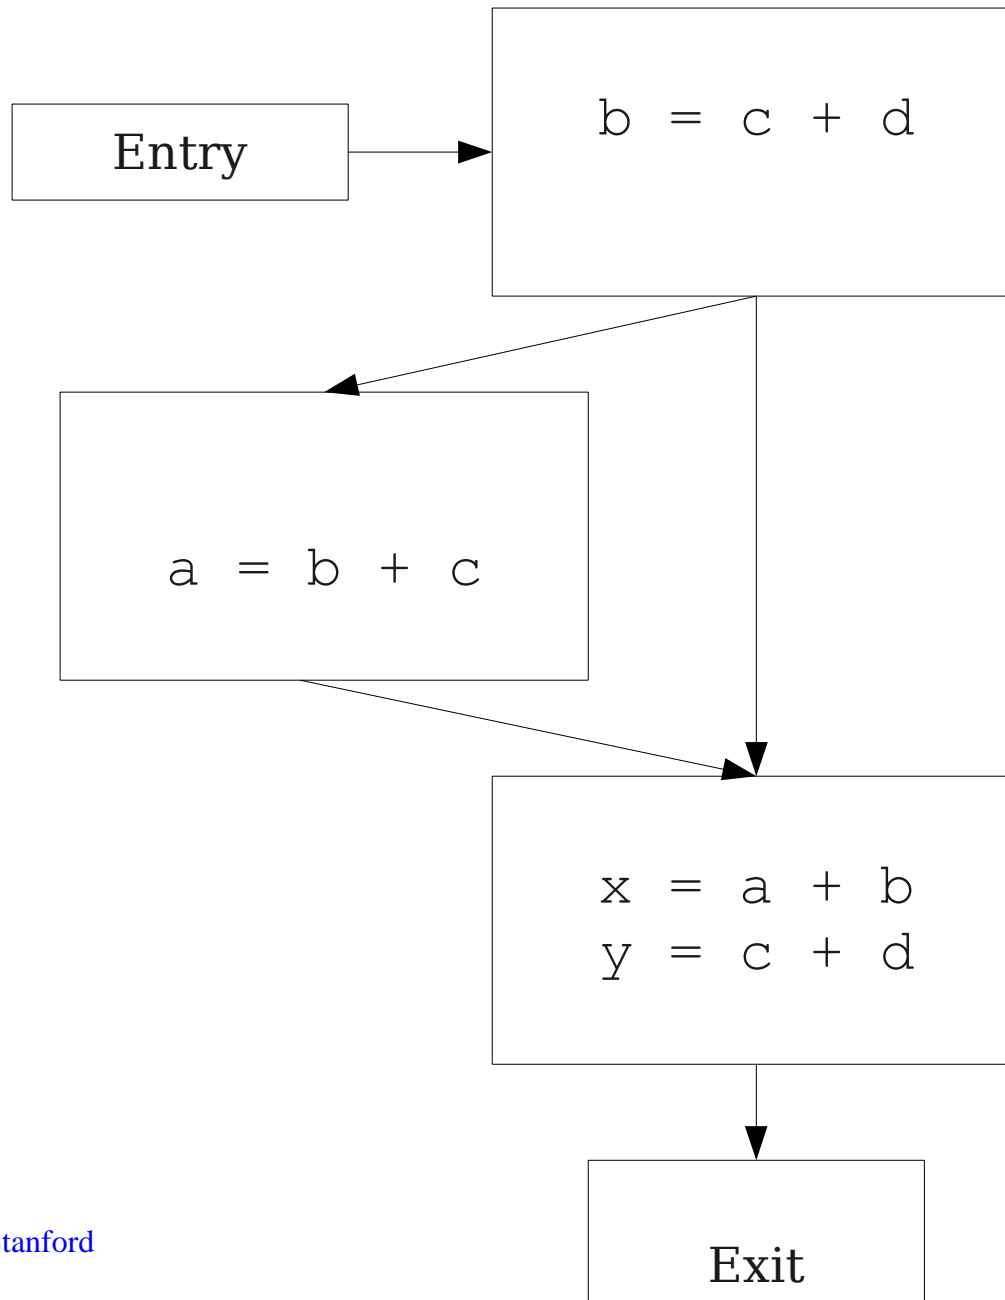 Entry
b = c + d
a = b + c
x = a + b
y = c + d
tanford
Exit